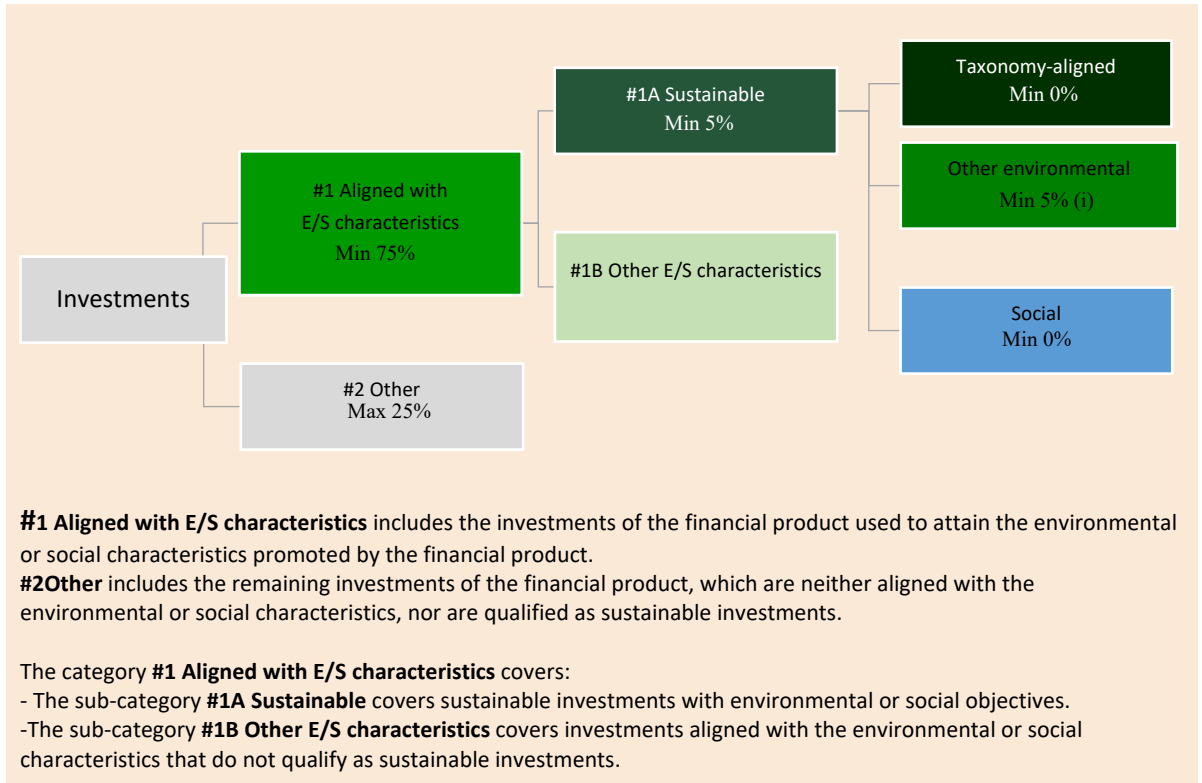 Taxonomy-aligned
Min 0%
#1A Sustainable
Min 5%
Other environmental
Min 5% (i)
#1 Aligned with
E/S characteristics
Min 75%
#1B Other E/S characteristics
Investments
Social
Min 0%
#2 Other
Max 25%
#1 Aligned with E/S characteristics includes the investments of the financial product used to attain the environmental
or social characteristics promoted by the financial product.
#2Other includes the remaining investments of the financial product, which are neither aligned with the
environmental or social characteristics, nor are qualified as sustainable investments.
The category #1 Aligned with E/S characteristics covers:
- The sub-category #1A Sustainable covers sustainable investments with environmental or social objectives.
-The sub-category #1B Other E/S characteristics covers investments aligned with the environmental or social
characteristics that do not qualify as sustainable investments.